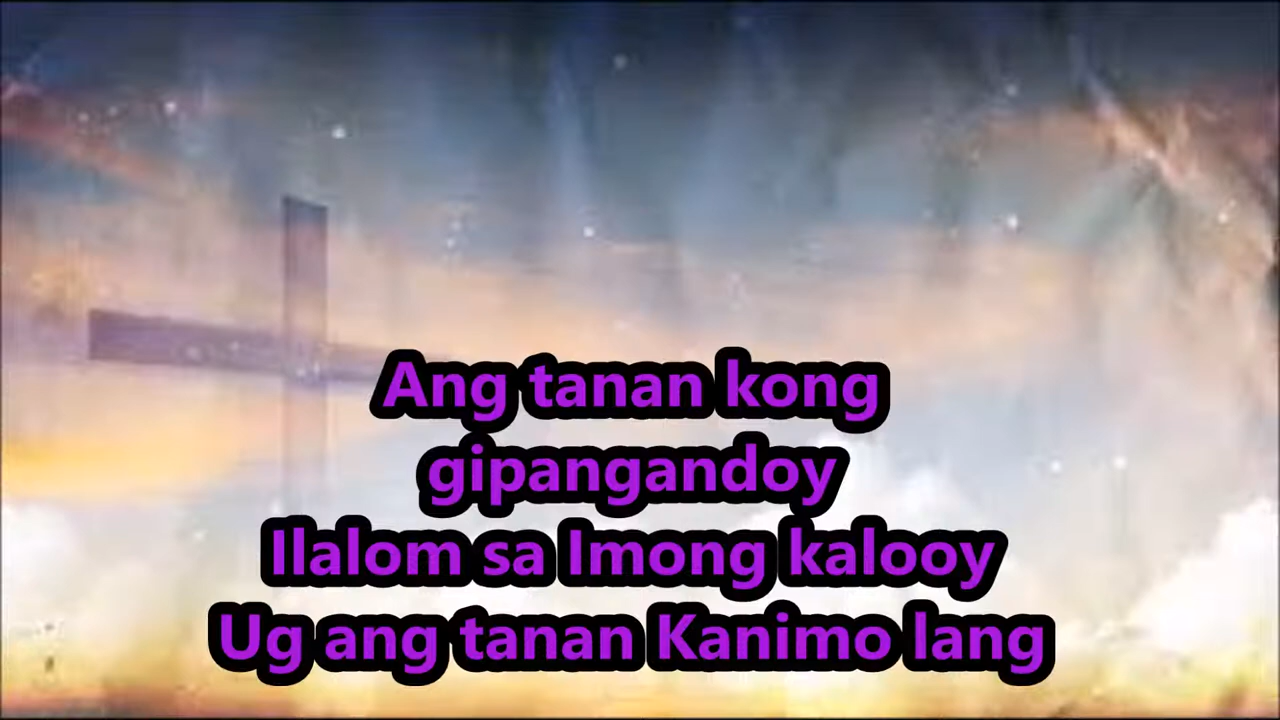 Ang tanan kong
gipangandoy
Ilalom sa Imong kalooy
Ug ang tanan Kanimo lang